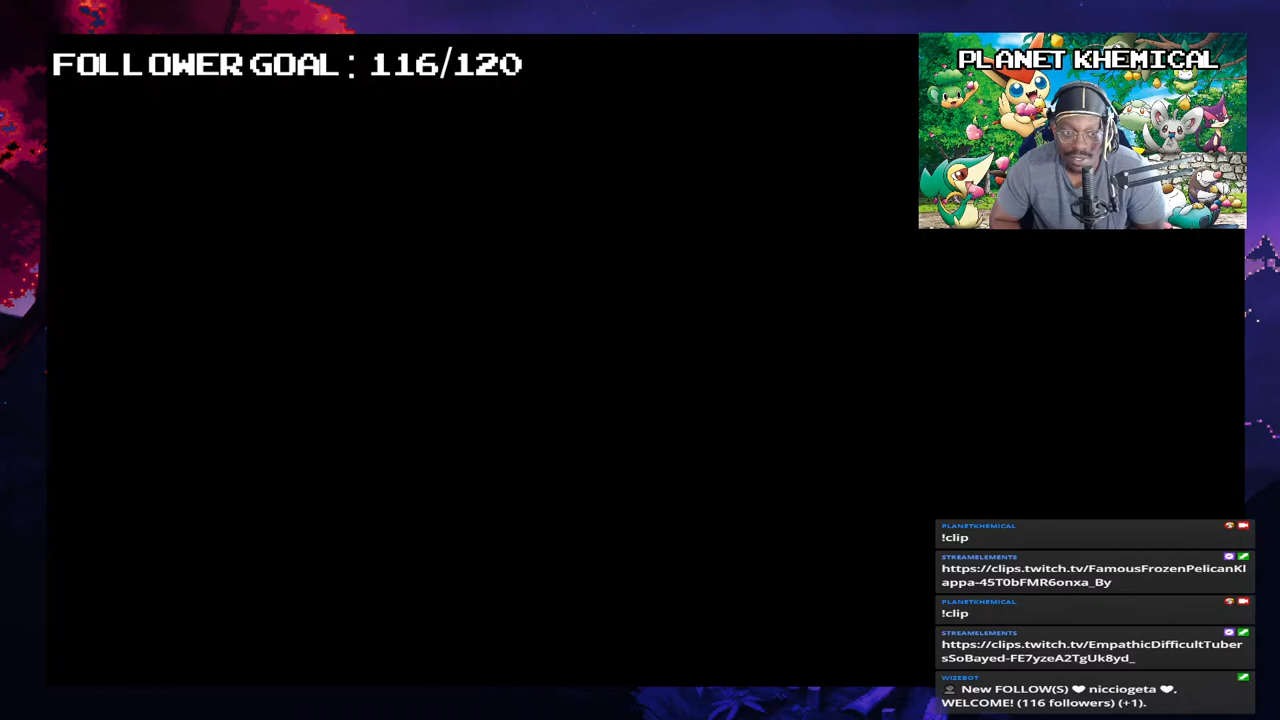 FOLLOWER GOAL: 116/120
PLANET KHEMICAL
PLANETKHEMICAL
!clip
STREAMELEMENTS
https://clips.twitch.tv/FamousFrozenPelicanKl
appa-45T0bFMR6onxa_By
PLANETKHEMICAL
!clip
STREAMELEMENTS
https://clips.twitch.tv/EmpathicDifficultTuber
sSoBayed-FE7yzeA2TgUk8yd_
WIZEBOT
New FOLLOW(S) ❤ nicciogeta ❤,
WELCOME! (116 followers) (+1).